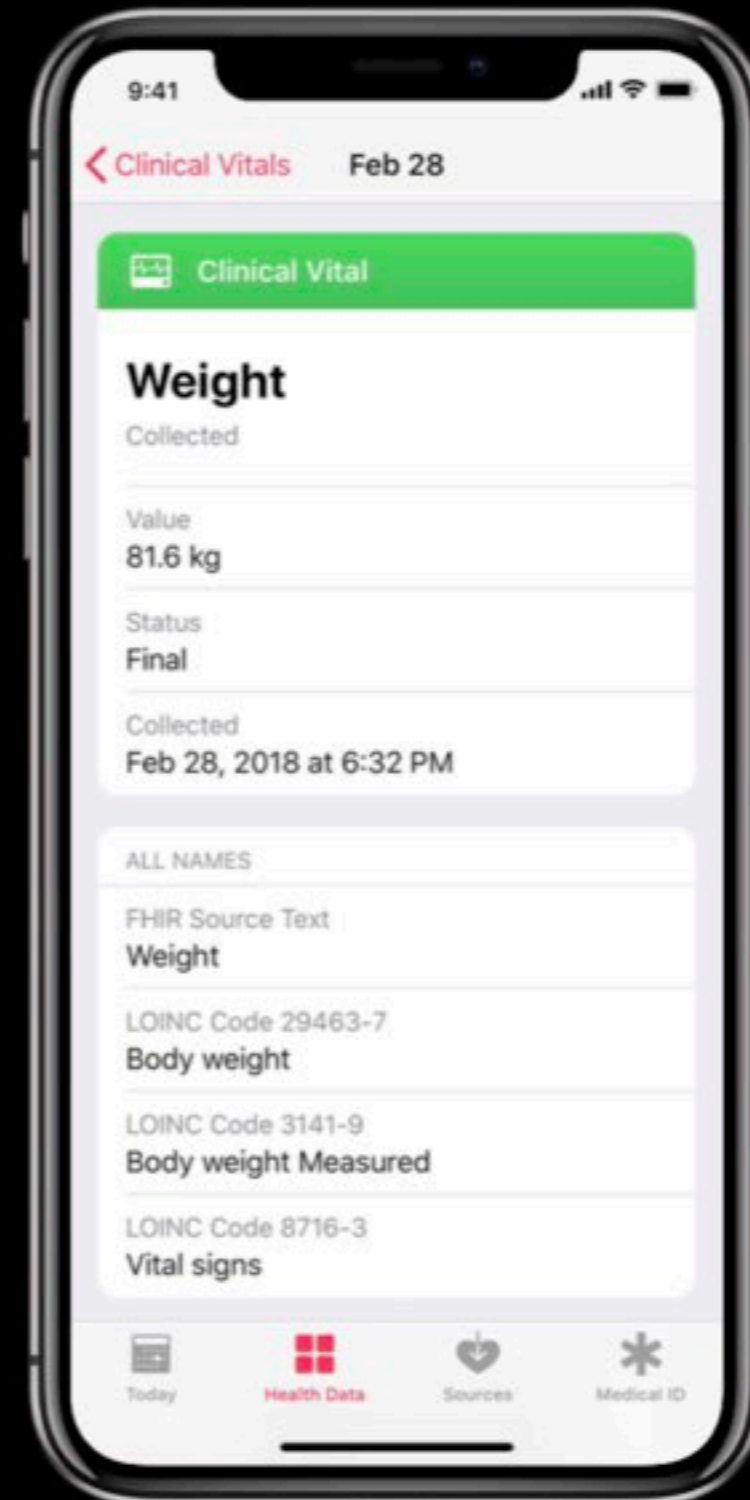 9:41
Clinical Vitals Feb 28
Clinical Vital
Weight
Collected
Value
81.6 kg
Status
Final
Collected
Feb 28, 2018 at 6:32 PM
ALL NAMES
FHIR Source Text
Weight
LOINC Code 29463-7
Body weight
LOINC Code 3141-9
Body weight Measured
LOINC Code 8716-3
Vital signs
Today Health Data Sources Medical ID